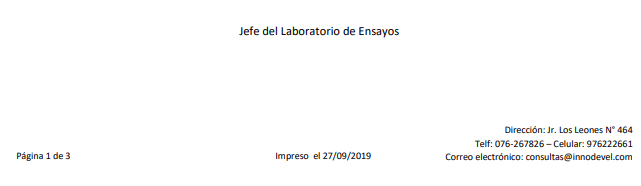 Jefe del Laboratorio de Ensayos
Dirección: Jr. Los Leones N° 464
Telf: 076-267826 – Celular: 976222661
Página 1 de 3 Impreso el 27/09/2019 Correo electrónico: consultas@innodevel.com